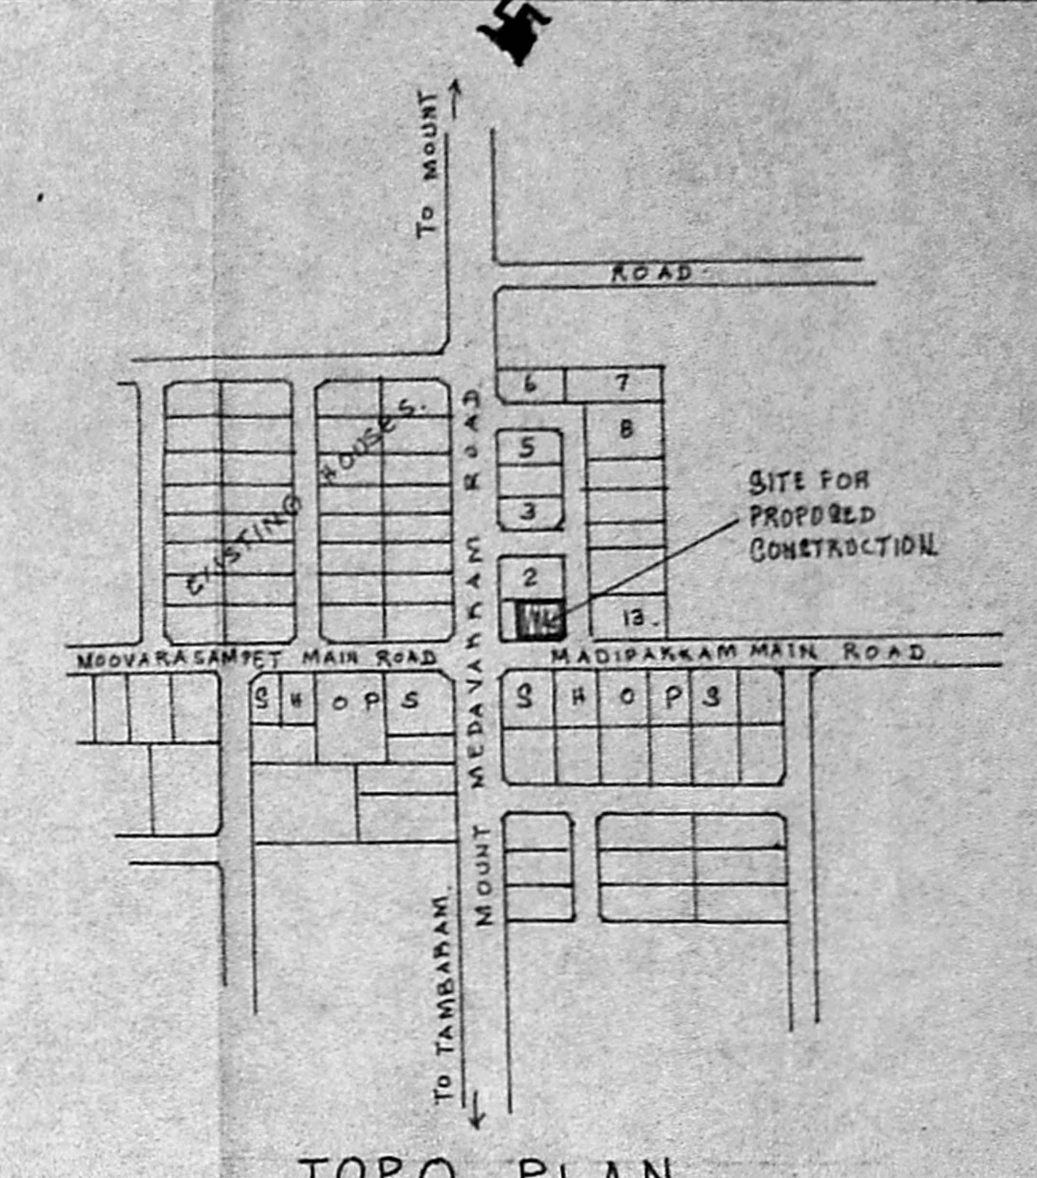 TO MOUNT
ROAD
6 7
8
5
3
2
13.
EXISTING HOUSES.
SITE FOR
PROPOSED
CONSTRUCTION
MOOVARASAMPET MAIN ROAD
MADIPAKKAM MAIN ROAD
SHOPS
SHOPS
MOUNT MEDAVAKKAM ROAD
TO TAMBARAM.
TOPO PLAN